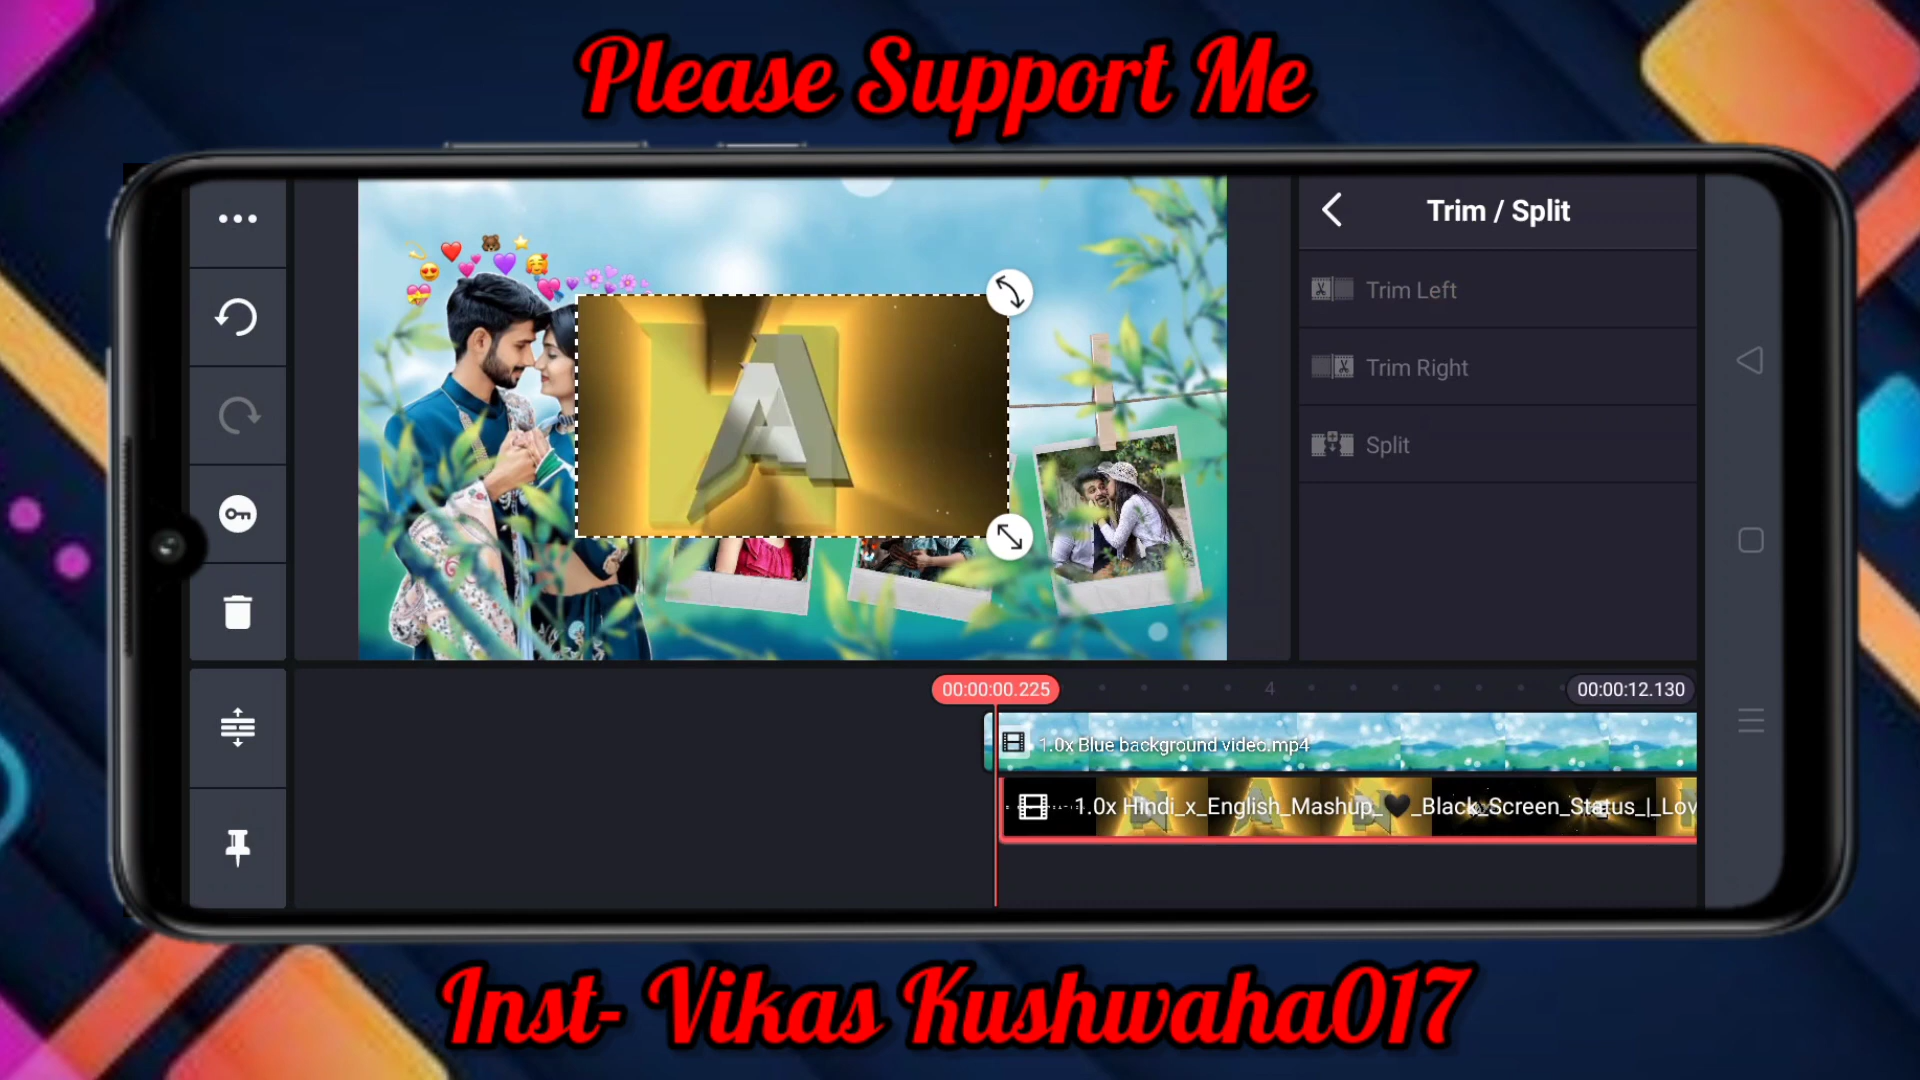 Please Support Me
Trim / Split
Trim Left
Trim Right
Split
A
00:00:00.225
4
00:00:12.130
1.0x Blue background video.mp4
1.0x Hindi_x_English_Mashup_🖤_Black_Screen_Status_|_Lov
Inst- Vikas Kushwaha017